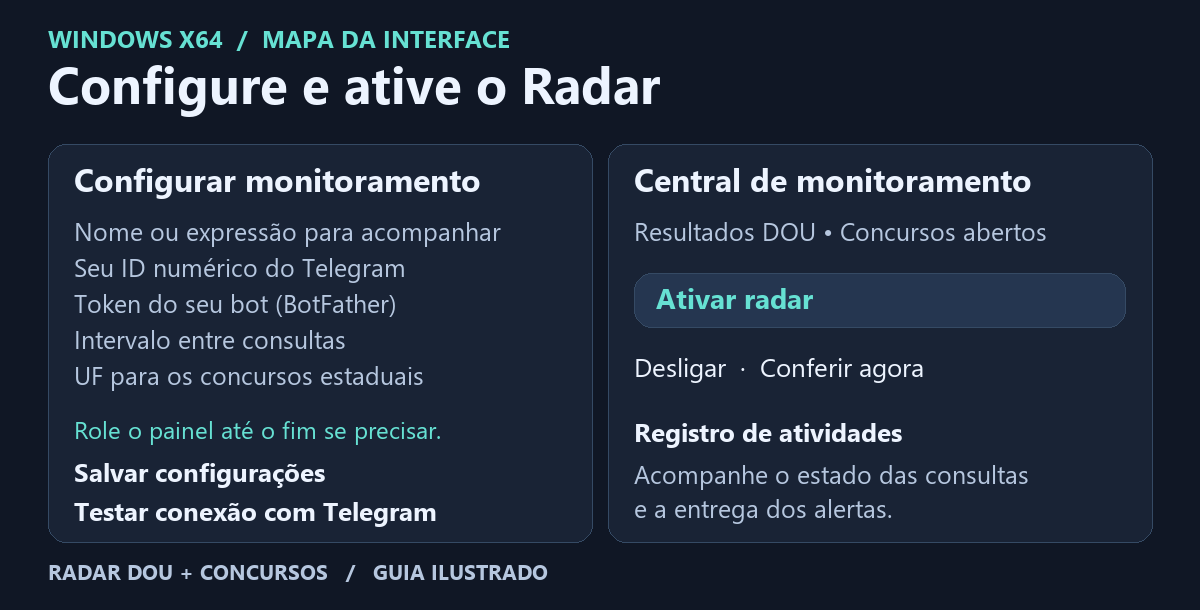 WINDOWS X64 / MAPA DA INTERFACE
Configure e ative o Radar
Configurar monitoramento
Nome ou expressão para acompanhar
Seu ID numérico do Telegram
Token do seu bot (BotFather)
Intervalo entre consultas
UF para os concursos estaduais
Role o painel até o fim se precisar.
Salvar configurações
Testar conexão com Telegram
Central de monitoramento
Resultados DOU • Concursos abertos
Ativar radar
Desligar · Conferir agora
Registro de atividades
Acompanhe o estado das consultas
e a entrega dos alertas.
RADAR DOU + CONCURSOS / GUIA ILUSTRADO